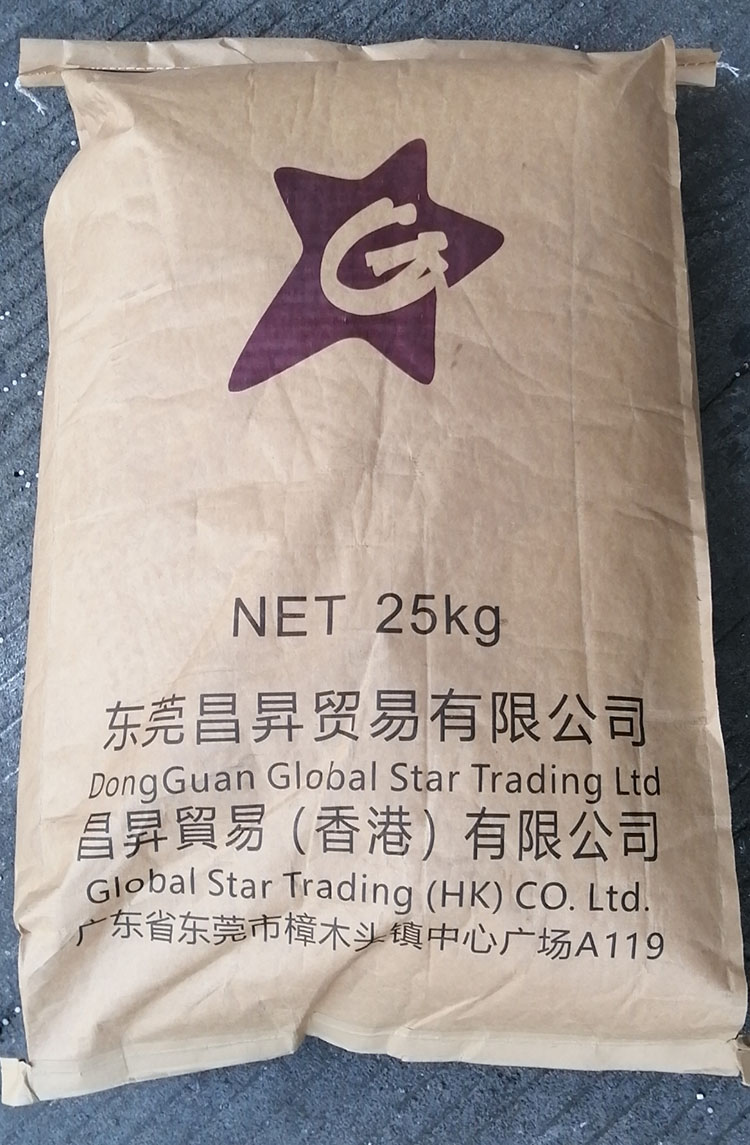 G
NET 25kg
东莞昌昇贸易有限公司
DongGuan Global Star Trading Ltd
昌昇貿易(香港)有限公司
Global Star Trading (HK) CO. Ltd.
广东省东莞市樟木头镇中心广场A119